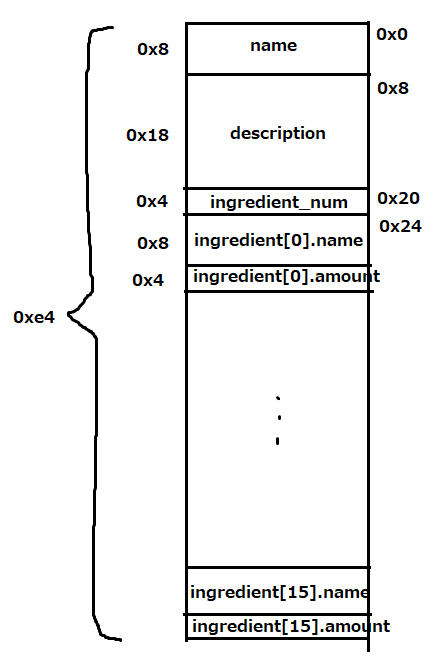 0x8 name 0x0
0x8
0x18 description
0x4 ingredient_num 0x20
0x24
0x8 ingredient[0].name
0x4 ingredient[0].amount
0xe4
ingredient[15].name
ingredient[15].amount